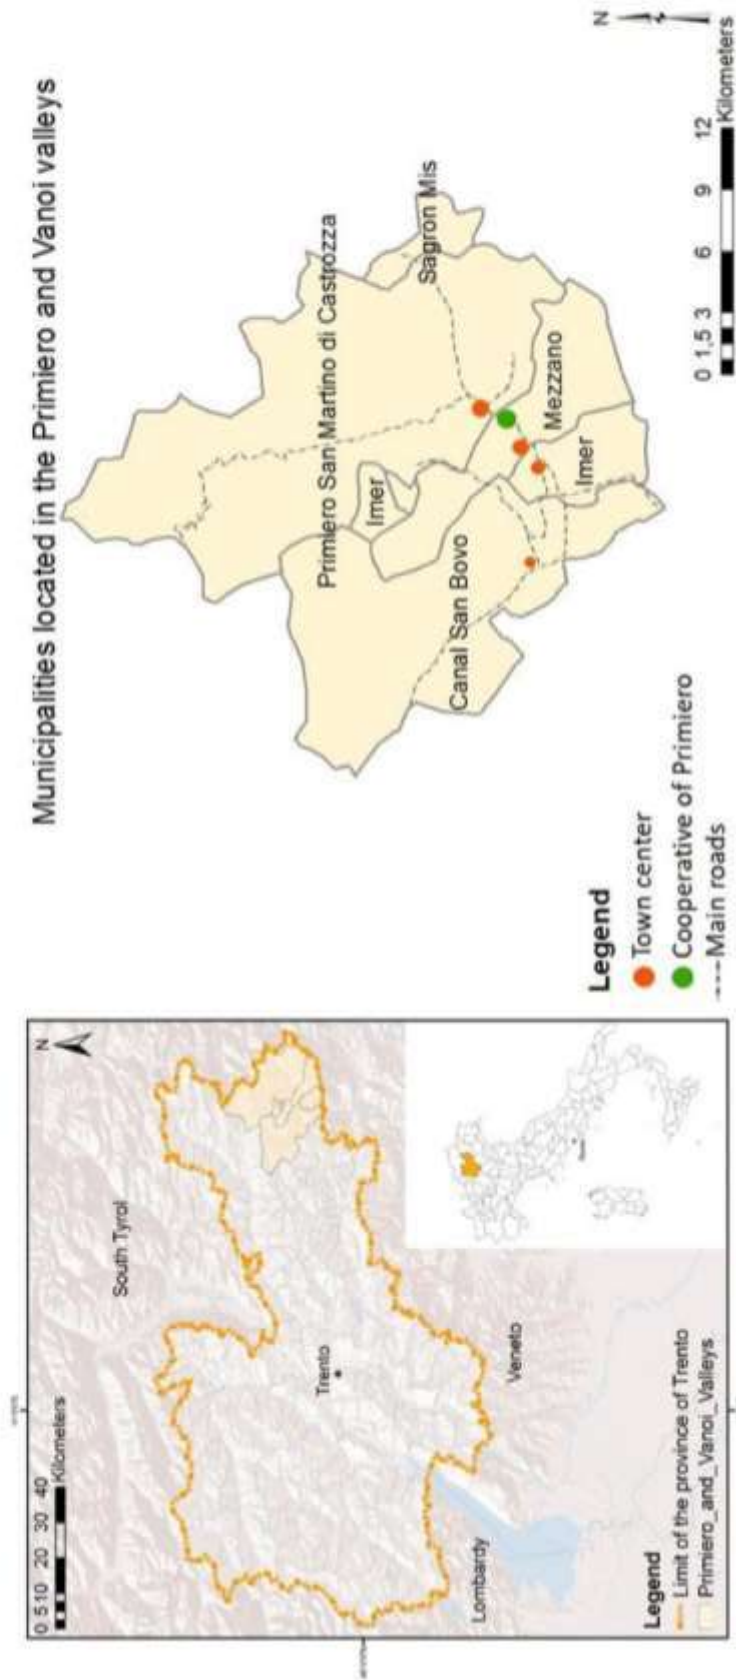 N
South Tyrol
Trento
Lombardy
Veneto
0 5 10 20 30 40
Kilometers
Legend
Limit of the province of Trento
Primiero_and_Vanoi_Valleys
Municipalities located in the Primiero and Vanoi valleys
Primiero San Martino di Castrozza
Sagron Mis
Imer
Canal San Bovo
Mezzano
Imer
Legend
Town center
Cooperative of Primiero
Main roads
N
0 1,5 3 6 9 12
Kilometers